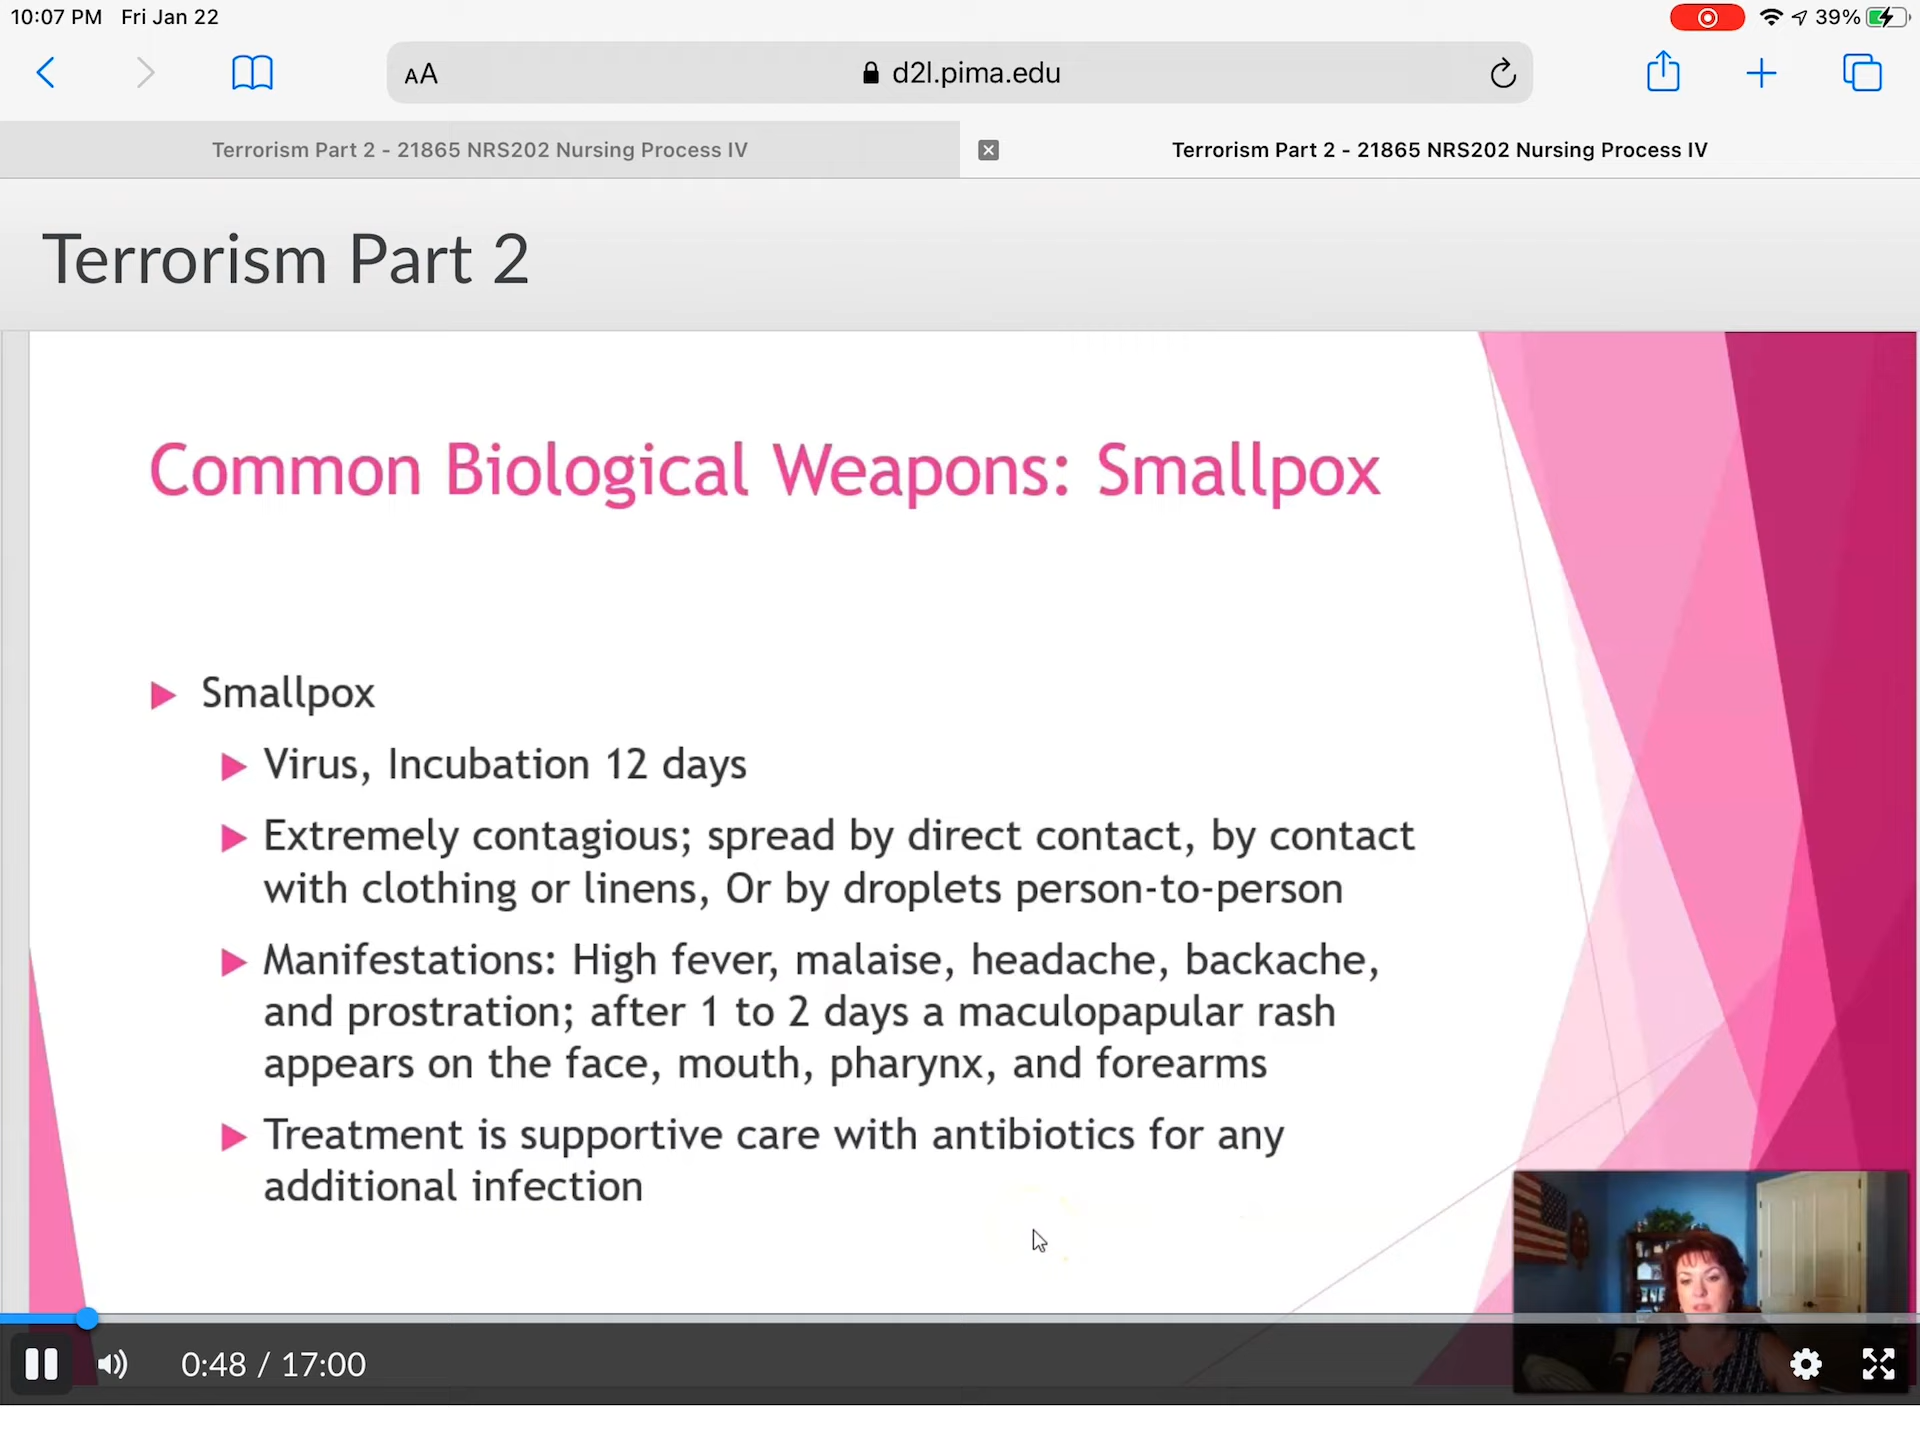 10:07 PM Fri Jan 22
39%
AA
d2l.pima.edu
Terrorism Part 2 - 21865 NRS202 Nursing Process IV
Terrorism Part 2 - 21865 NRS202 Nursing Process IV
Terrorism Part 2
Common Biological Weapons: Smallpox
Smallpox
Virus, Incubation 12 days
Extremely contagious; spread by direct contact, by contact
with clothing or linens, Or by droplets person-to-person
Manifestations: High fever, malaise, headache, backache,
and prostration; after 1 to 2 days a maculopapular rash
appears on the face, mouth, pharynx, and forearms
Treatment is supportive care with antibiotics for any
additional infection
0:48 / 17:00